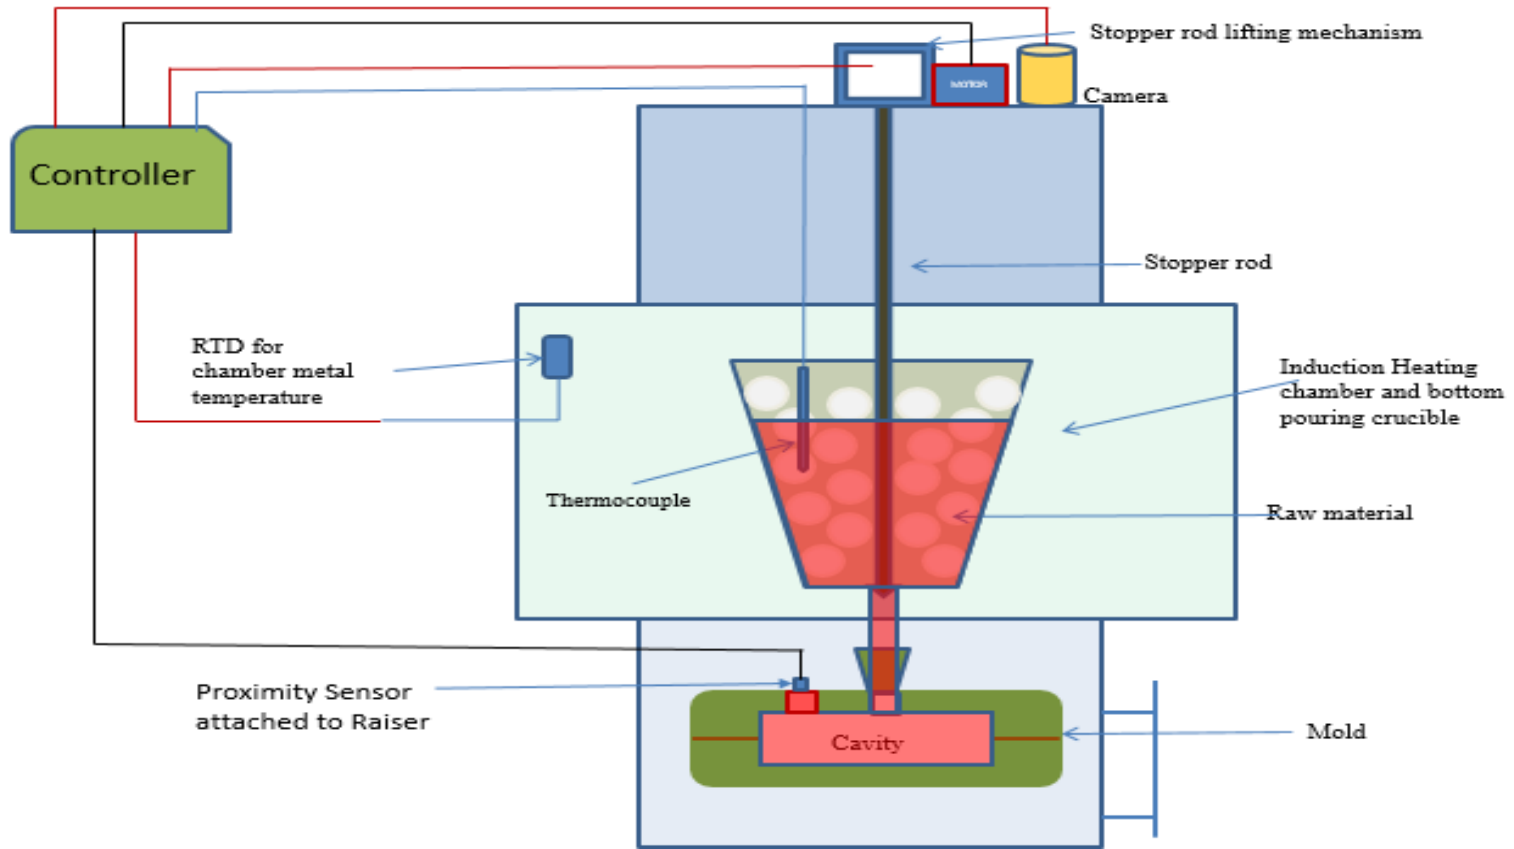 Stopper rod lifting mechanism
MOTOR
Camera
Controller
Stopper rod
RTD for
chamber metal
temperature
Induction Heating
chamber and bottom
pouring crucible
Thermocouple
Raw material
Proximity Sensor
attached to Raiser
Mold
Cavity